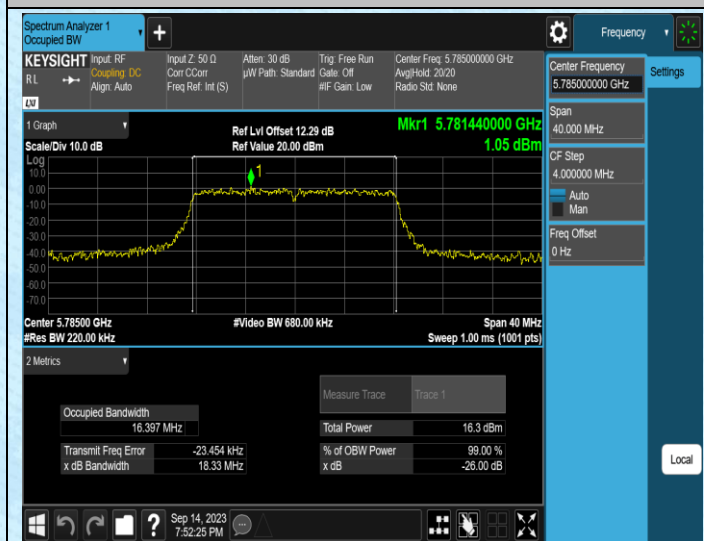 Spectrum Analyzer 1
Occupied BW
Frequency
KEYSIGHT
R L
LXI
Input: RF
Coupling: DC
Align: Auto
Input Z: 50 Ω
Corr CCorr
Freq Ref: Int (S)
Atten: 30 dB
µW Path: Standard
Trig: Free Run
Gate: Off
#IF Gain: Low
Center Freq: 5.785000000 GHz
Avg|Hold: 20/20
Radio Std: None
Center Frequency
5.785000000 GHz
Settings
Span
40.000 MHz
CF Step
4.000000 MHz
Auto
Man
Freq Offset
0 Hz
Local
1 Graph
Scale/Div 10.0 dB
Ref Lvl Offset 12.29 dB
Ref Value 20.00 dBm
Mkr1 5.781440000 GHz
1.05 dBm
Log
10.0
0.00
-10.0
-20.0
-30.0
-40.0
-50.0
-60.0
-70.0
1
Center 5.78500 GHz
#Res BW 220.00 kHz
#Video BW 680.00 kHz
Span 40 MHz
Sweep 1.00 ms (1001 pts)
2 Metrics
Measure Trace
Trace 1
Occupied Bandwidth
16.397 MHz
Total Power
16.3 dBm
Transmit Freq Error
-23.454 kHz
% of OBW Power
99.00 %
x dB Bandwidth
18.33 MHz
x dB
-26.00 dB
?
Sep 14, 2023
7:52:25 PM